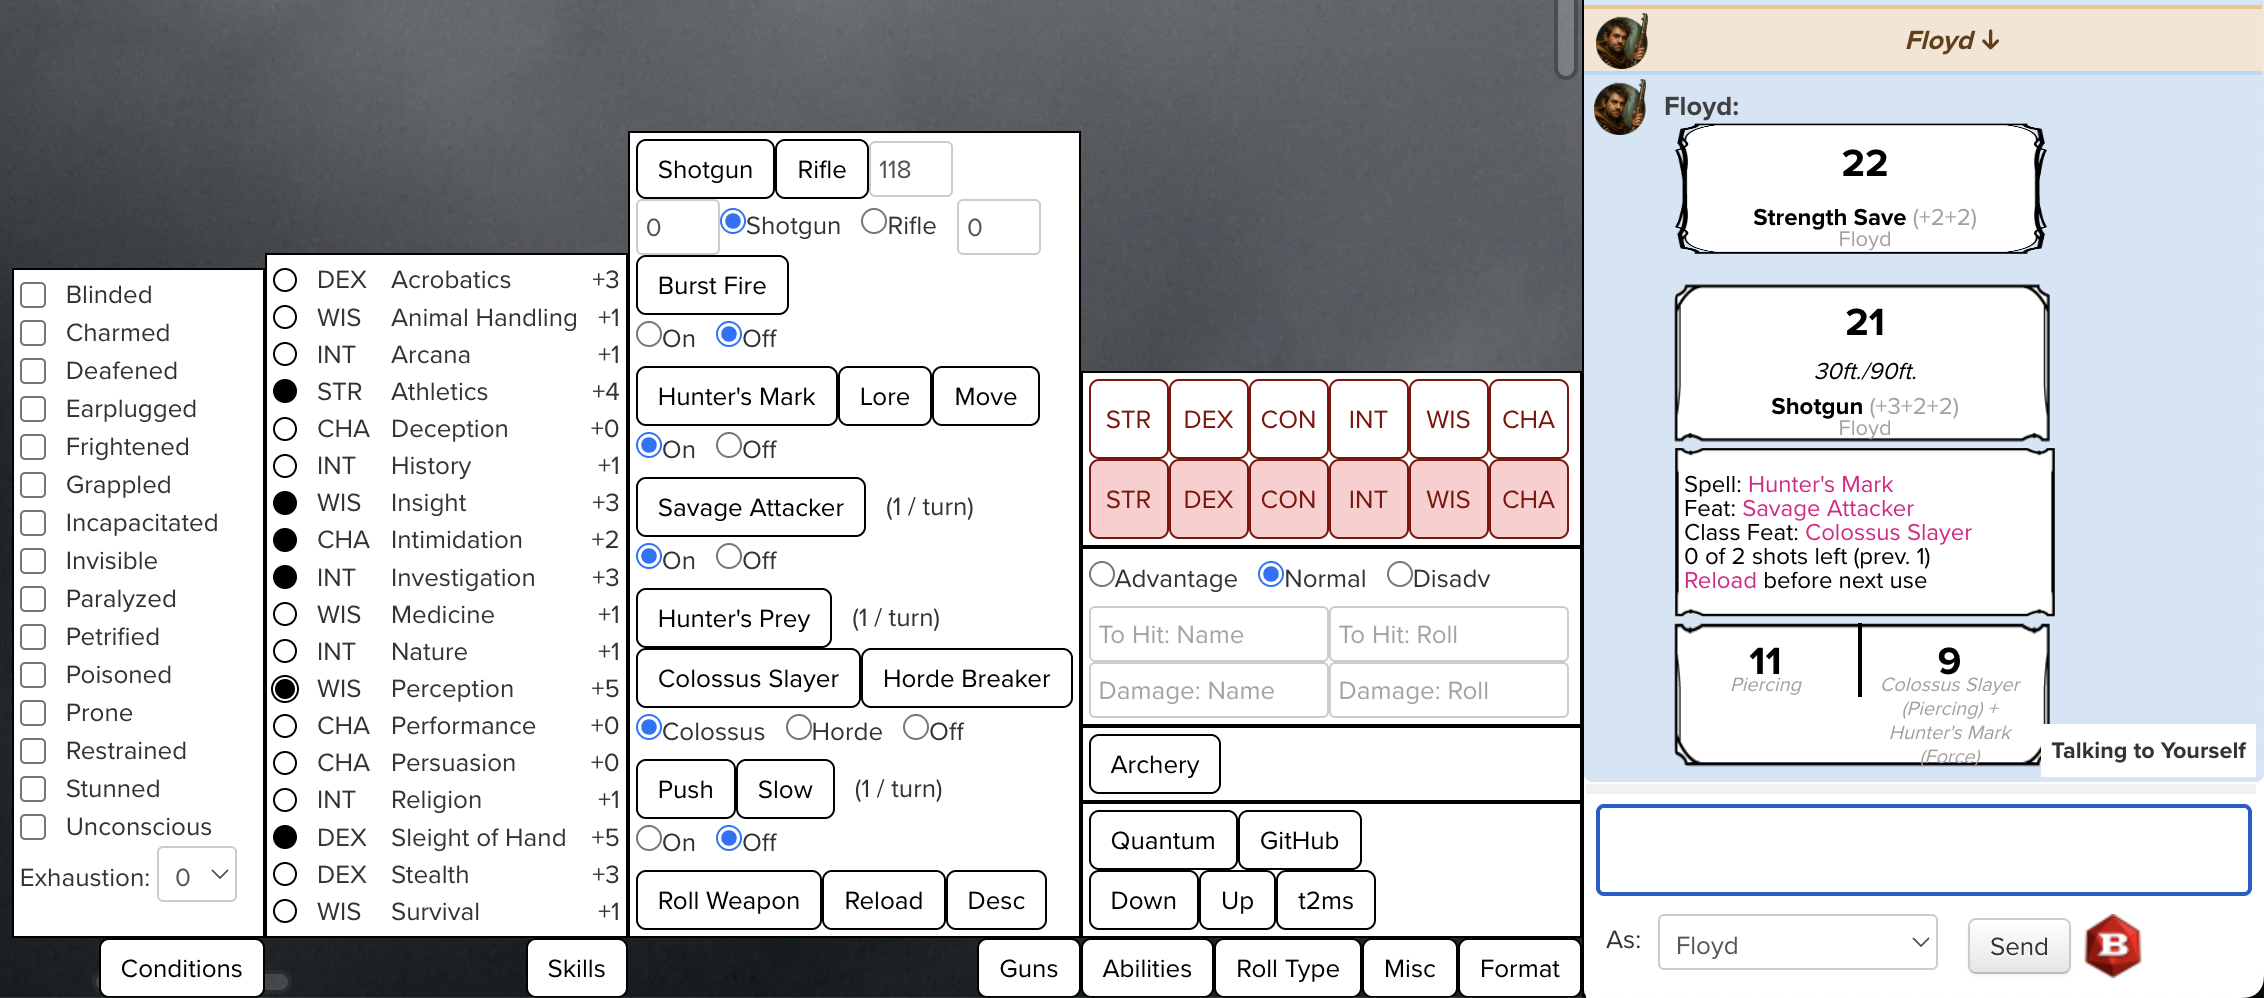 Blinded
Charmed
Deafened
Earplugged
Frightened
Grappled
Incapacitated
Invisible
Paralyzed
Petrified
Poisoned
Prone
Restrained
Stunned
Unconscious
Exhaustion: 0
Conditions
DEX Acrobatics +3
WIS Animal Handling +1
INT Arcana +1
STR Athletics +4
CHA Deception +0
INT History +1
WIS Insight +3
CHA Intimidation +2
INT Investigation +3
WIS Medicine +1
INT Nature +1
WIS Perception +5
CHA Performance +0
CHA Persuasion +0
INT Religion +1
DEX Sleight of Hand +5
DEX Stealth +3
WIS Survival +1
Skills
Shotgun Rifle 118
0 Shotgun Rifle 0
Burst Fire
On Off
Hunter's Mark Lore Move
On Off
Savage Attacker (1 / turn)
On Off
Hunter's Prey (1 / turn)
Colossus Slayer Horde Breaker
Colossus Horde Off
Push Slow (1 / turn)
On Off
Roll Weapon Reload Desc
Guns
STR DEX CON INT WIS CHA
STR DEX CON INT WIS CHA
Advantage Normal Disadv
To Hit: Name To Hit: Roll
Damage: Name Damage: Roll
Archery
Quantum GitHub
Down Up t2ms
Abilities Roll Type Misc Format
Floyd ↓
Floyd:
22
Strength Save (+2+2)
Floyd
21
30ft./90ft.
Shotgun (+3+2+2)
Floyd
Spell: Hunter's Mark
Feat: Savage Attacker
Class Feat: Colossus Slayer
0 of 2 shots left (prev. 1)
Reload before next use
11
Piercing
9
Colossus Slayer
(Piercing) +
Hunter's Mark
(Force)
Talking to Yourself
As: Floyd Send B